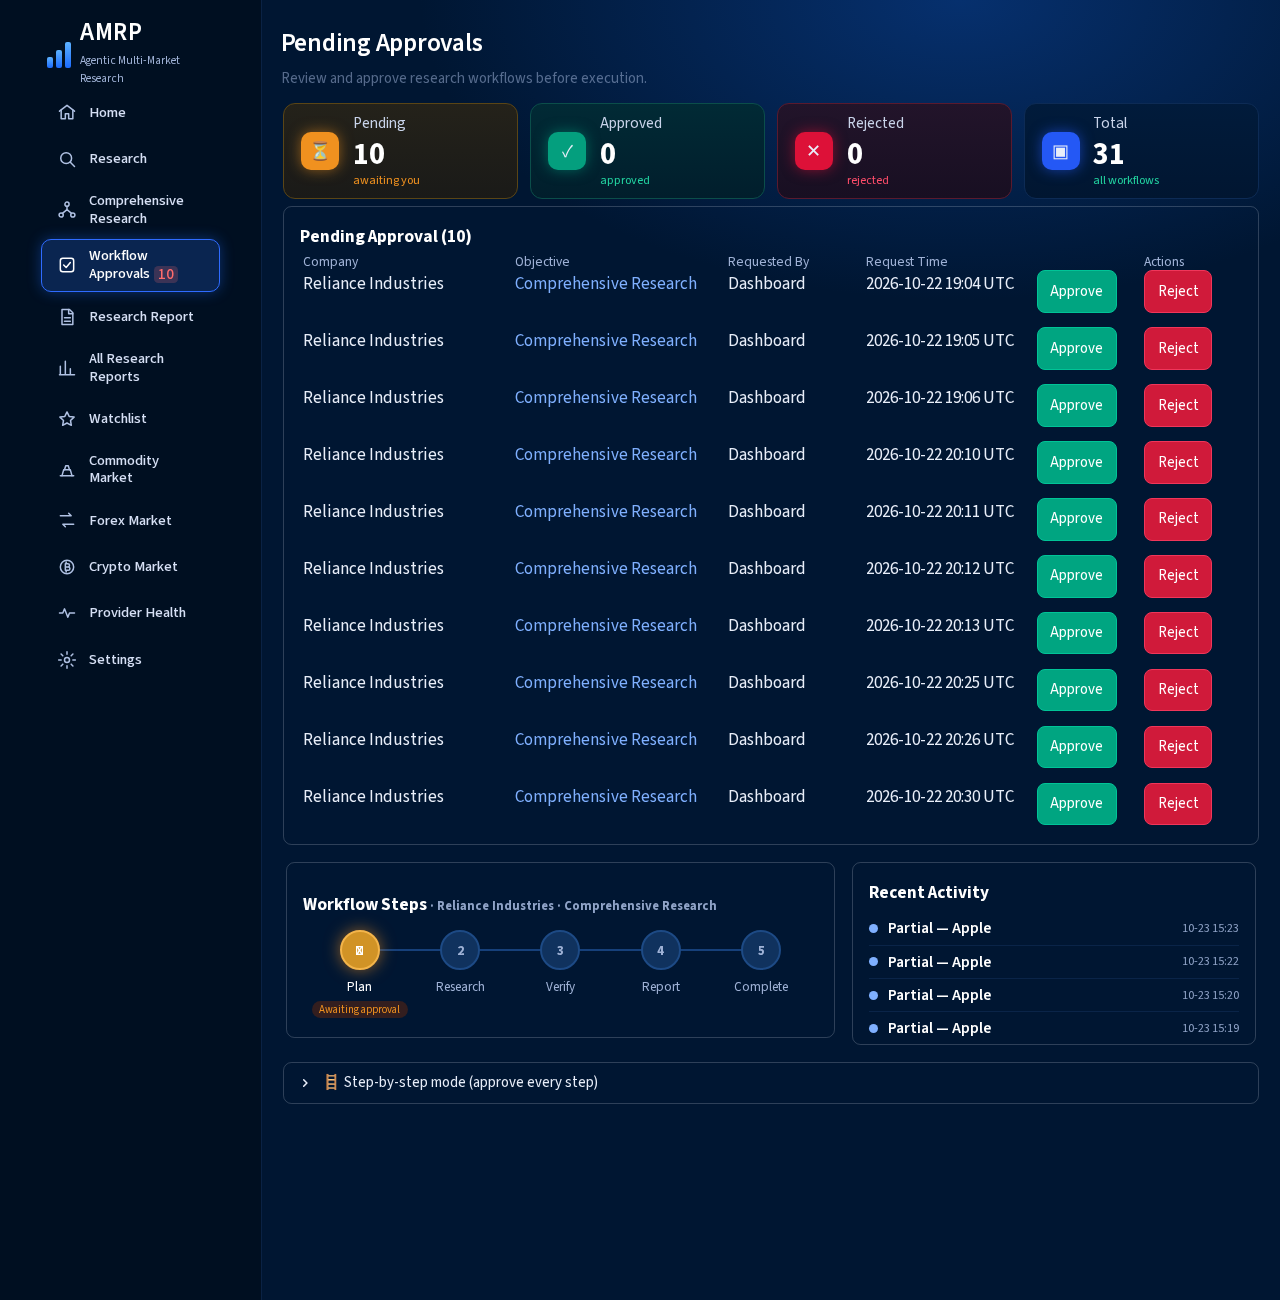 AMRP
Agentic Multi-Market
Research
Home
Research
Comprehensive
Research
Workflow
Approvals 10
Research Report
All Research
Reports
Watchlist
Commodity
Market
Forex Market
Crypto Market
Provider Health
Settings
Pending Approvals
Review and approve research workflows before execution.
Pending
10
awaiting you
Approved
0
approved
Rejected
0
rejected
Total
31
all workflows
Pending Approval (10)
Company Objective Requested By Request Time Actions
Reliance Industries Comprehensive Research Dashboard 2026-10-22 19:04 UTC Approve Reject
Reliance Industries Comprehensive Research Dashboard 2026-10-22 19:05 UTC Approve Reject
Reliance Industries Comprehensive Research Dashboard 2026-10-22 19:06 UTC Approve Reject
Reliance Industries Comprehensive Research Dashboard 2026-10-22 20:10 UTC Approve Reject
Reliance Industries Comprehensive Research Dashboard 2026-10-22 20:11 UTC Approve Reject
Reliance Industries Comprehensive Research Dashboard 2026-10-22 20:12 UTC Approve Reject
Reliance Industries Comprehensive Research Dashboard 2026-10-22 20:13 UTC Approve Reject
Reliance Industries Comprehensive Research Dashboard 2026-10-22 20:25 UTC Approve Reject
Reliance Industries Comprehensive Research Dashboard 2026-10-22 20:26 UTC Approve Reject
Reliance Industries Comprehensive Research Dashboard 2026-10-22 20:30 UTC Approve Reject
Workflow Steps · Reliance Industries · Comprehensive Research
2 3 4 5
Plan Research Verify Report Complete
Awaiting approval
Recent Activity
Partial — Apple 10-23 15:23
Partial — Apple 10-23 15:22
Partial — Apple 10-23 15:20
Partial — Apple 10-23 15:19
Step-by-step mode (approve every step)